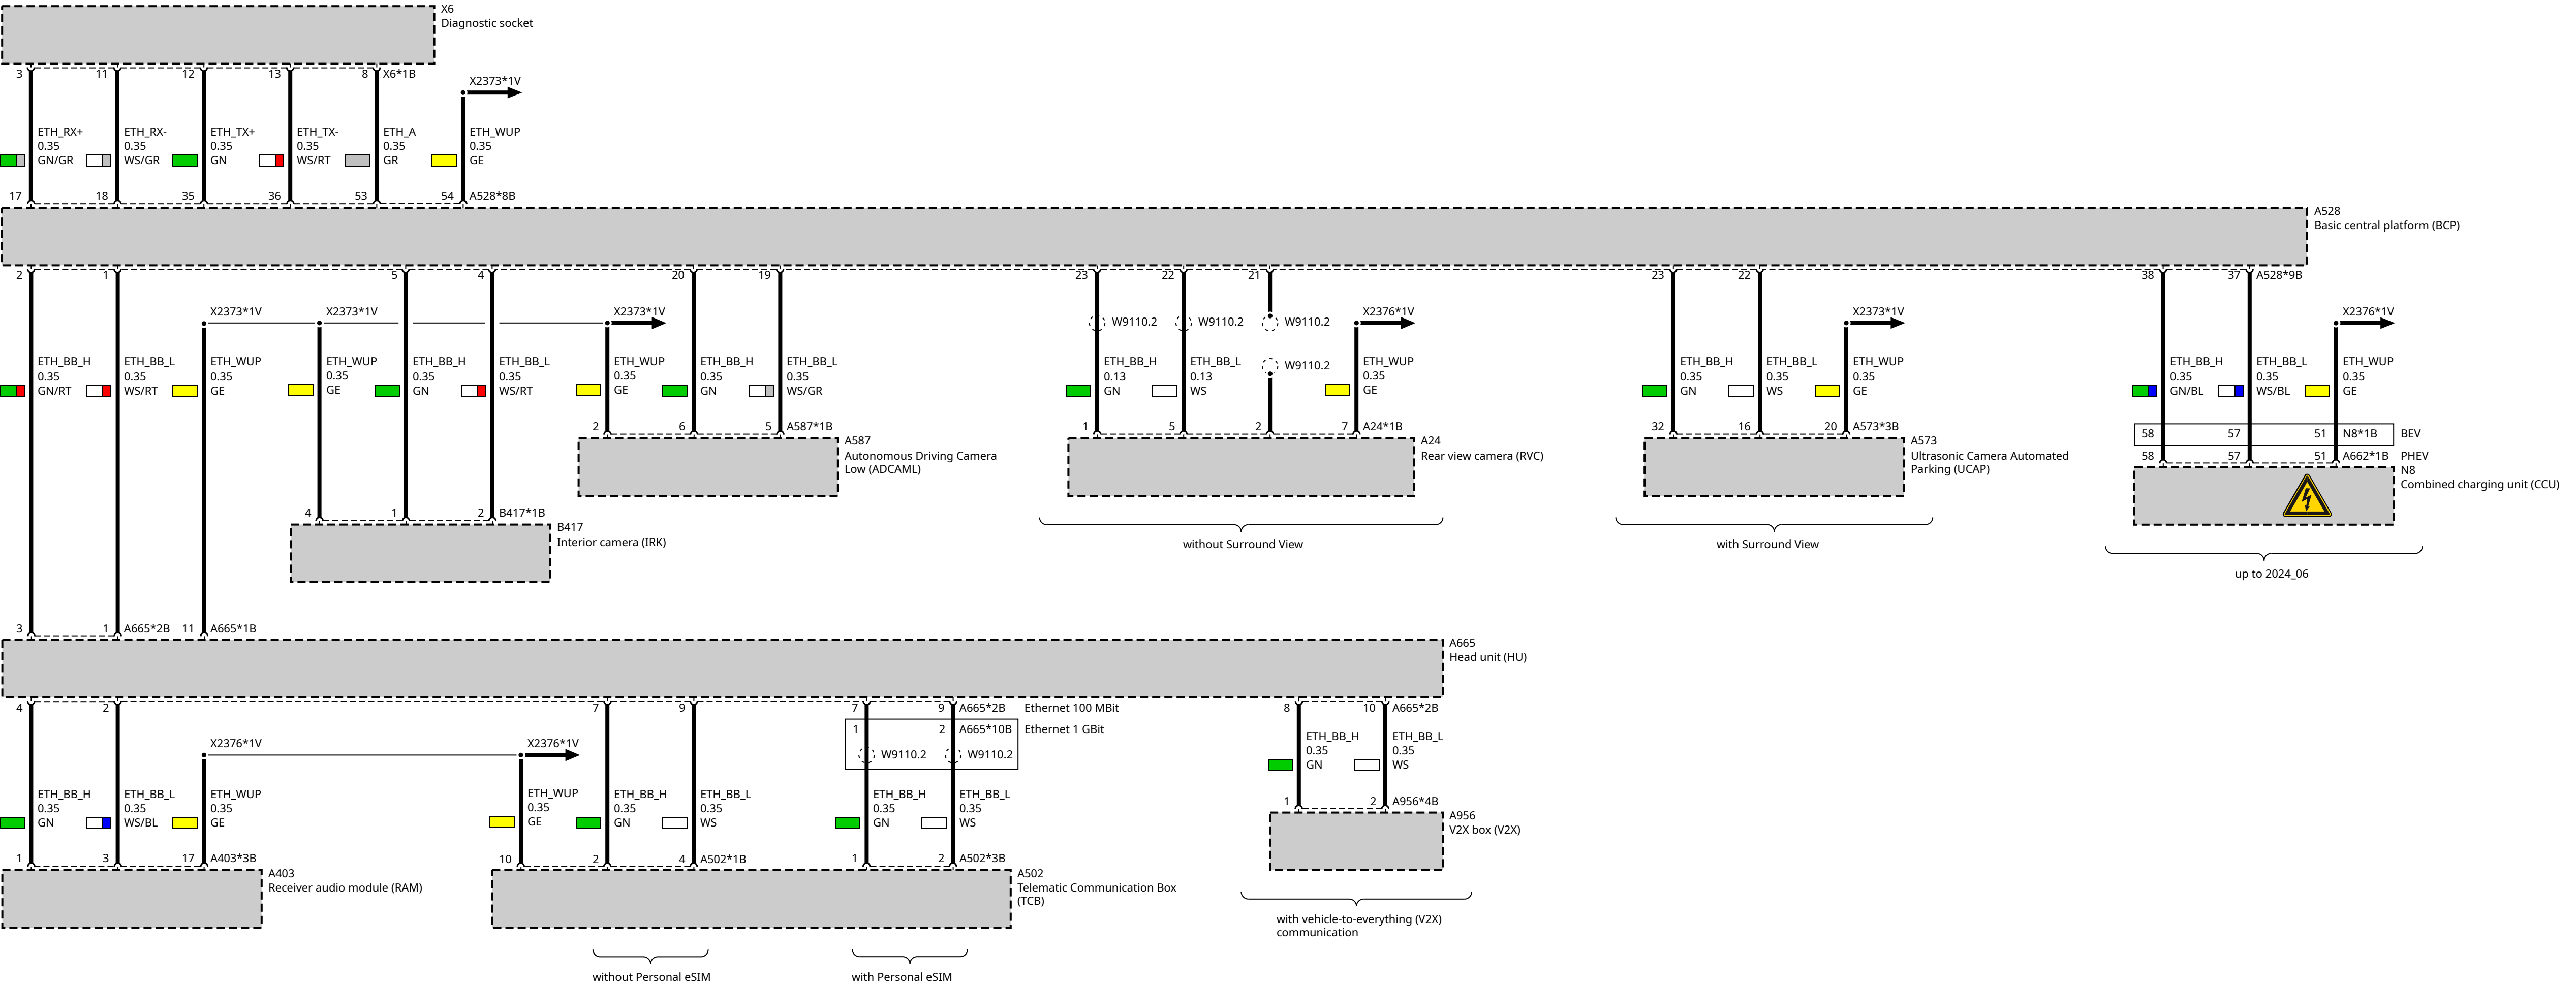 X6
Diagnostic socket
3 11 12 13 8 X6*1B
X2373*1V
ETH_RX+ ETH_RX- ETH_TX+ ETH_TX- ETH_A ETH_WUP
0.35 0.35 0.35 0.35 0.35 0.35
GN/GR WS/GR GN WS/RT GR GE
17 18 35 36 53 54 A528*8B
A528
Basic central platform (BCP)
2 1 5 4 20 19 23 22 21 23 22 38 37 A528*9B
X2373*1V X2373*1V X2373*1V X2376*1V X2373*1V X2376*1V
W9110.2 W9110.2 W9110.2
W9110.2
ETH_BB_H ETH_BB_L ETH_WUP ETH_WUP ETH_BB_H ETH_BB_L ETH_WUP ETH_BB_H ETH_BB_L ETH_BB_H ETH_BB_L ETH_WUP ETH_BB_H ETH_BB_L ETH_WUP ETH_BB_H ETH_BB_L ETH_WUP
0.35 0.35 0.35 0.35 0.35 0.35 0.35 0.35 0.35 0.13 0.13 0.35 0.35 0.35 0.35 0.35 0.35 0.35
GN/RT WS/RT GE GE GN WS/RT GE GN WS/GR GN WS GE GN WS GE GN/BL WS/BL GE
2 6 5 A587*1B 1 5 2 7 A24*1B 32 16 20 A573*3B
58 57 51 N8*1B BEV
58 57 51 A662*1B PHEV
A587
Autonomous Driving Camera
Low (ADCAML)
A24
Rear view camera (RVC)
A573
Ultrasonic Camera Automated
Parking (UCAP)
N8
Combined charging unit (CCU)
4 1 2 B417*1B
B417
Interior camera (IRK)
without Surround View
with Surround View
up to 2024_06
3 1 A665*2B 11 A665*1B
A665
Head unit (HU)
4 2 7 9 7 9 A665*2B Ethernet 100 MBit 8 10 A665*2B
1 2 A665*10B Ethernet 1 GBit
X2376*1V X2376*1V W9110.2 W9110.2
ETH_BB_H ETH_BB_L
0.35 0.35
GN WS
ETH_BB_H ETH_BB_L ETH_WUP ETH_WUP ETH_BB_H ETH_BB_L ETH_BB_H ETH_BB_L
0.35 0.35 0.35 0.35 0.35 0.35 0.35 0.35
GN WS/BL GE GE GN WS GN WS
1 2 A956*4B
A956
V2X box (V2X)
1 3 17 A403*3B 10 2 4 A502*1B 1 2 A502*3B
A403
Receiver audio module (RAM)
A502
Telematic Communication Box
(TCB)
with vehicle-to-everything (V2X)
communication
without Personal eSIM
with Personal eSIM